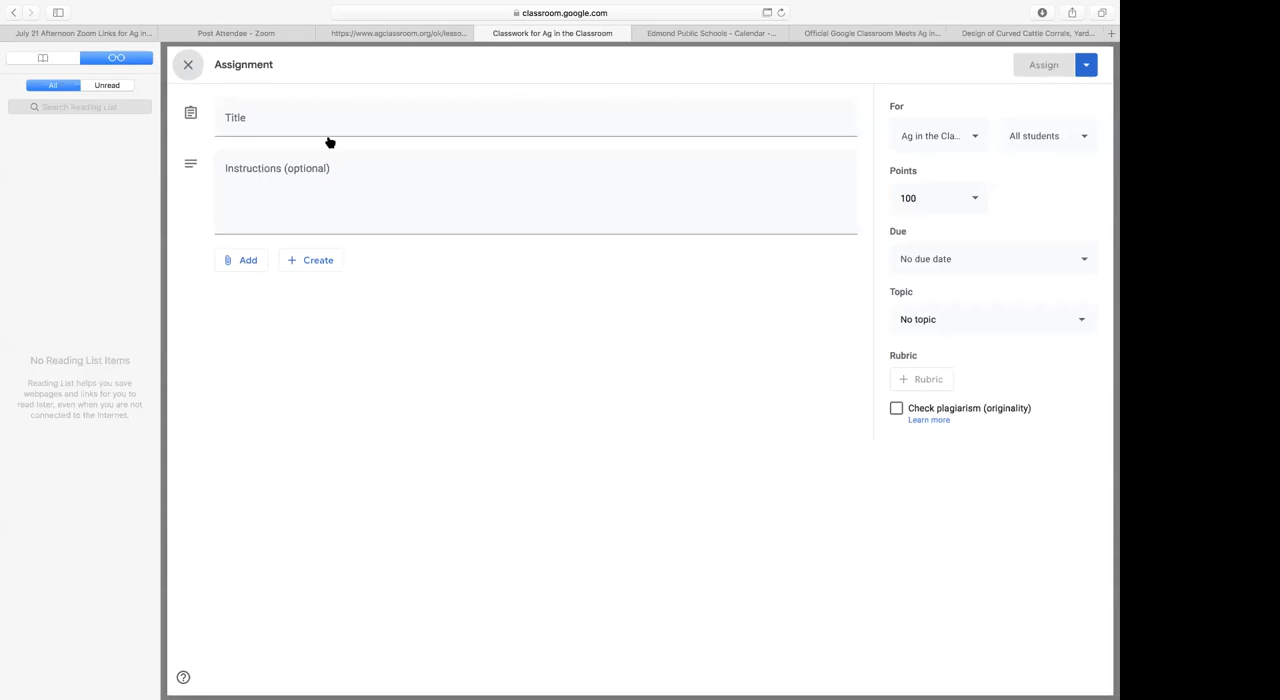 classroom.google.com
July 21 Afternoon Zoom Links for Ag in...
Post Attendee - Zoom
https://www.agclassroom.org/ok/lesso...
Classwork for Ag in the Classroom
Edmond Public Schools - Calendar -...
Official Google Classroom Meets Ag in...
Design of Curved Cattle Corrals, Yard...
All
Unread
Search Reading List
No Reading List Items
Reading List helps you save
webpages and links for you to
read later, even when you are not
connected to the Internet.
Assignment
Assign
Title
Instructions (optional)
Add
Create
For
Ag in the Cla...
All students
Points
100
Due
No due date
Topic
No topic
Rubric
Rubric
Check plagiarism (originality)
Learn more